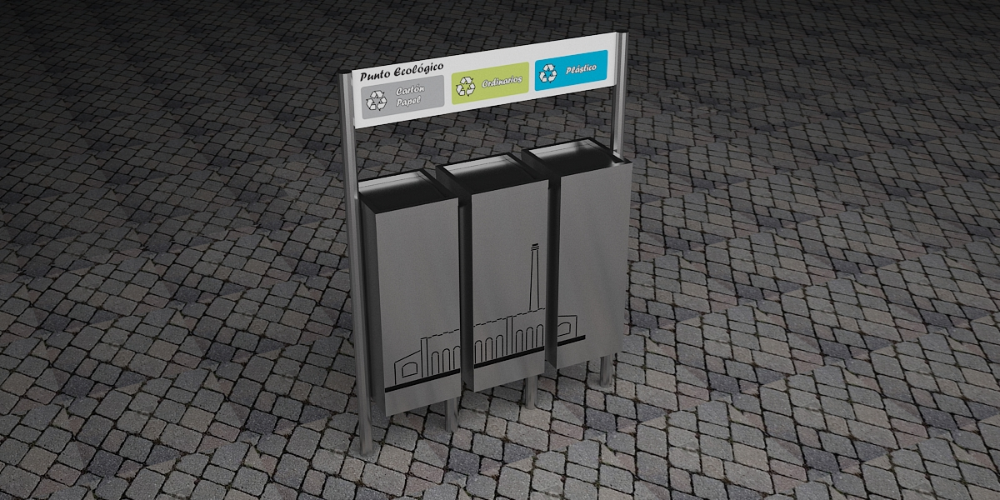 Punto Ecológico
Cartón
Papel
Ordinarios
Plástico